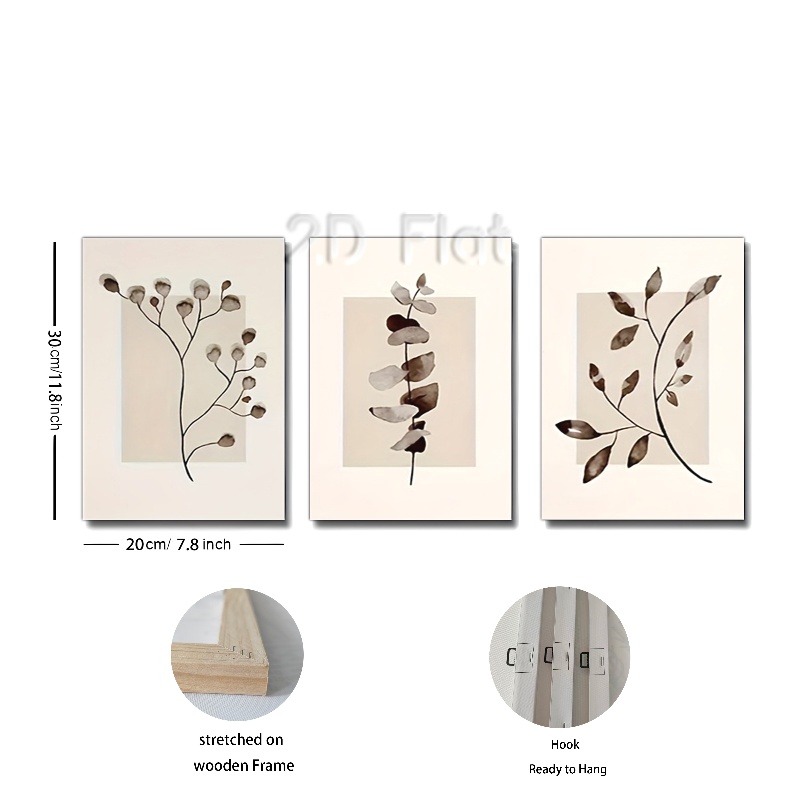 2D Flat
30cm/11.8inch
20cm/ 7.8 inch
stretched on
wooden Frame
Hook
Ready to Hang